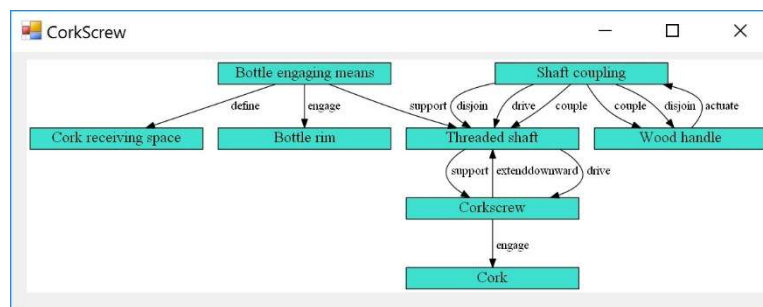 CorkScrew
Bottle engaging means
Shaft coupling
define
engage
support
disjoin
drive
couple
couple
disjoin
actuate
Cork receiving space
Bottle rim
Threaded shaft
Wood handle
support
extenddownward
drive
Corkscrew
engage
Cork